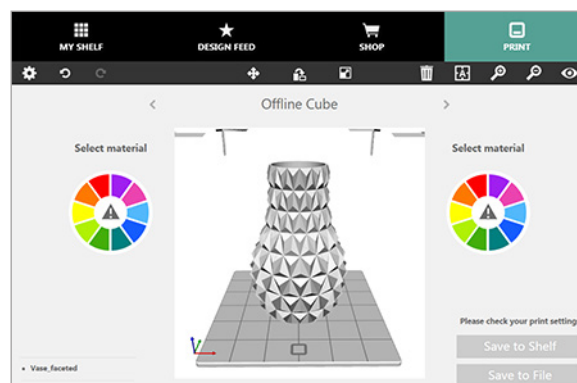 MY SHELF
DESIGN FEED
SHOP
PRINT
A
Offline Cube
Select material
Select material
Please check your print setting
Save to Shelf
Save to File
• Vase_faceted